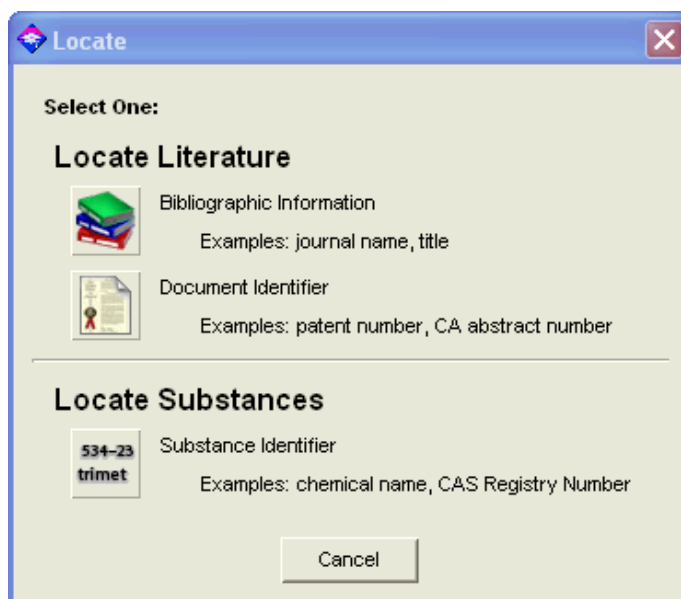 Locate
Select One:
Locate Literature
Bibliographic Information
Examples: journal name, title
Document Identifier
Examples: patent number, CA abstract number
Locate Substances
534-23
trimet
Substance Identifier
Examples: chemical name, CAS Registry Number
Cancel